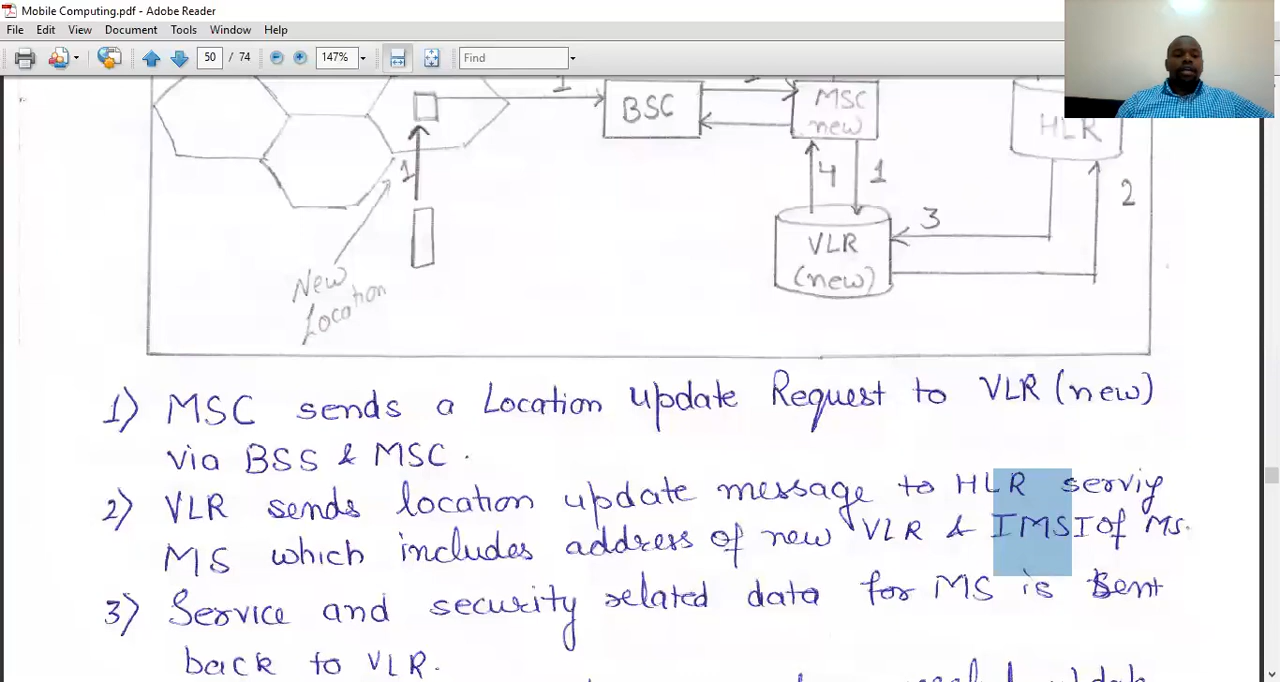 Mobile Computing.pdf - Adobe Reader
File Edit View Document Tools Window Help
50 / 74 147% Find
1
BSC
MSC
new
HLR
1
4
1
2
3
VLR
(new)
New
Location
1) MSC sends a Location Update Request to VLR (new)
via BSS & MSC.
2) VLR sends location update message to HLR serviy
MS which includes address of new VLR & IMSI Of MS.
3) Service and security related data for MS is Sent
back to VLR.
update